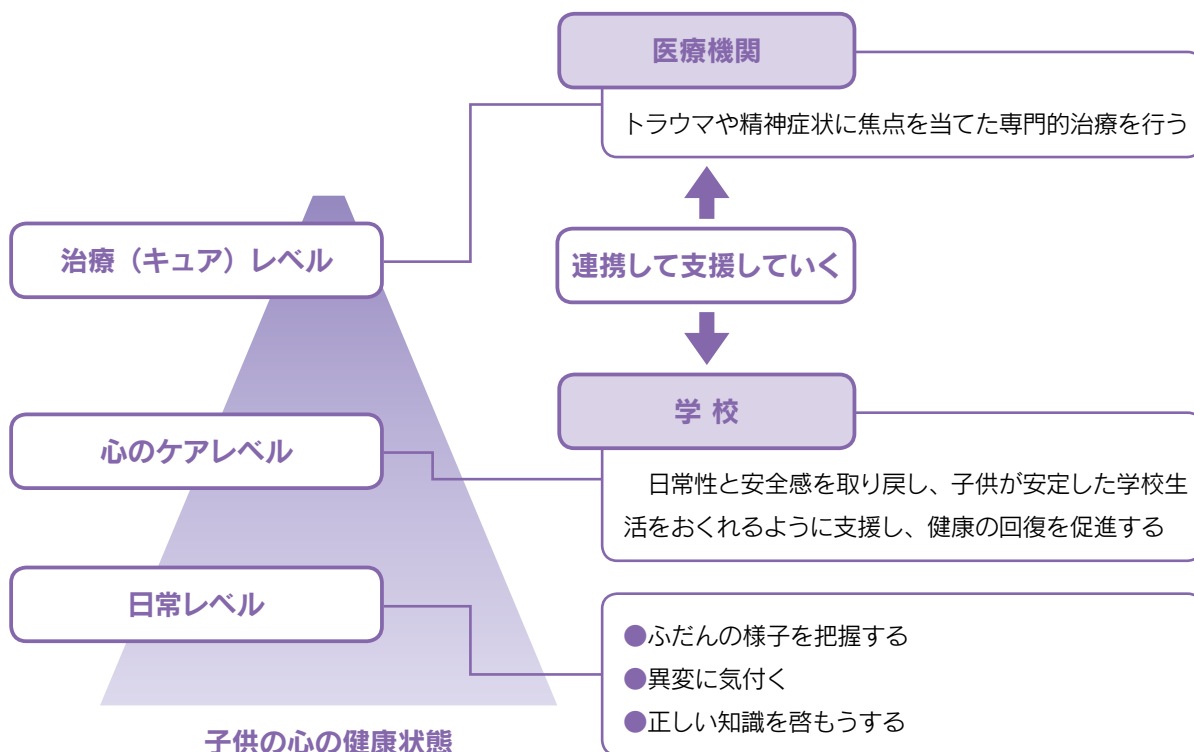 医療機関
トラウマや精神症状に焦点を当てた専門的治療を行う
治療（キュア）レベル
連携して支援していく
学 校
心のケアレベル
　日常性と安全感を取り戻し、子供が安定した学校生
活をおくれるように支援し、健康の回復を促進する
日常レベル
●ふだんの様子を把握する
●異変に気付く
●正しい知識を啓もうする
子供の心の健康状態